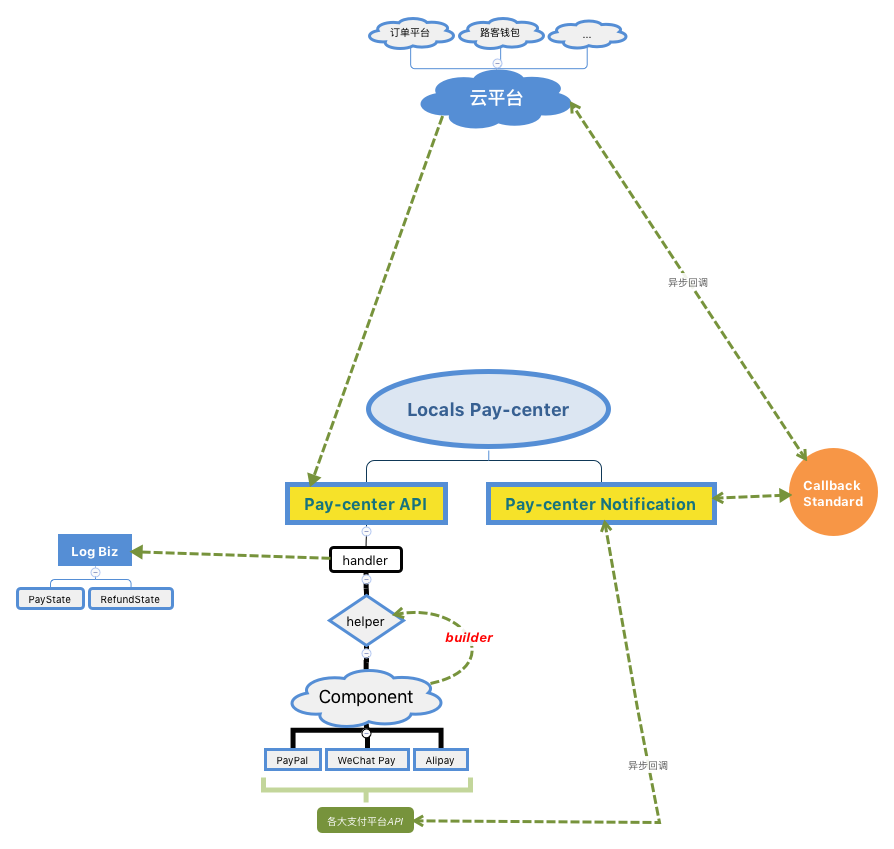 订单平台
路客钱包
...
云平台
异步回调
Locals Pay-center
Pay-center API
Pay-center Notification
Callback
Standard
Log Biz
handler
PayState
RefundState
helper
builder
Component
PayPal
WeChat Pay
Alipay
异步回调
各大支付平台API